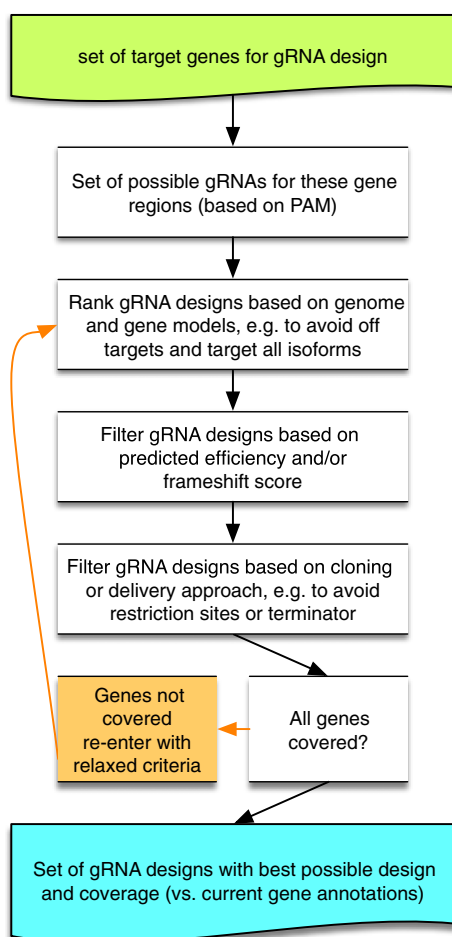 set of target genes for gRNA design
Set of possible gRNAs for these gene
regions (based on PAM)
Rank gRNA designs based on genome
and gene models, e.g. to avoid off
targets and target all isoforms
Filter gRNA designs based on
predicted efficiency and/or
frameshift score
Filter gRNA designs based on cloning
or delivery approach, e.g. to avoid
restriction sites or terminator
Genes not
covered
re-enter with
relaxed criteria
All genes
covered?
Set of gRNA designs with best possible design
and coverage (vs. current gene annotations)